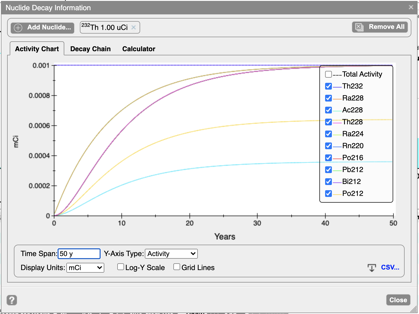 Nuclide Decay Information
Add Nuclide...
232Th 1.00 uCi
Remove All
Activity Chart
Decay Chain
Calculator
0.001
0.0008
0.0006
0.0004
0.0002
0
mCi
0 10 20 30 40 50
Years
Total Activity
Th232
Ra228
Ac228
Th228
Ra224
Rn220
Po216
Pb212
Bi212
Po212
Time Span: 50 y Y-Axis Type: Activity
Display Units: mCi Log-Y Scale Grid Lines
CSV...
?
Close